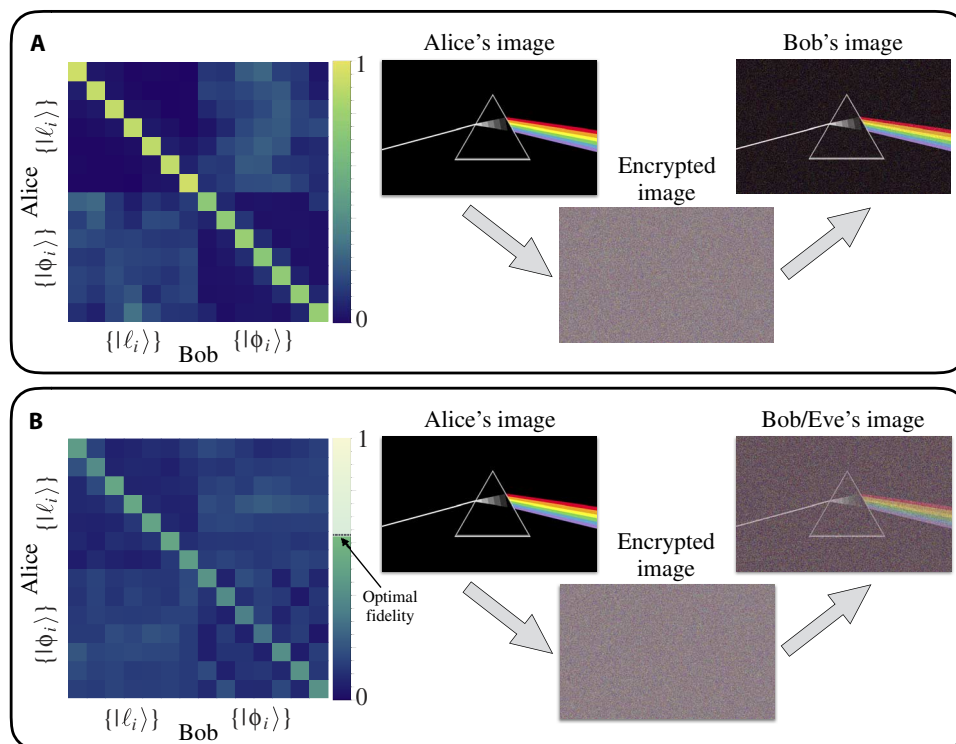 A
Alice's image
Bob's image
1
0
Alice
{|ℓᵢ⟩}
{|ϕᵢ⟩}
{|ℓᵢ⟩}
{|ϕᵢ⟩}
Bob
Encrypted
image
B
Alice's image
Bob/Eve's image
1
0
Optimal
fidelity
Alice
{|ℓᵢ⟩}
{|ϕᵢ⟩}
{|ℓᵢ⟩}
{|ϕᵢ⟩}
Bob
Encrypted
image